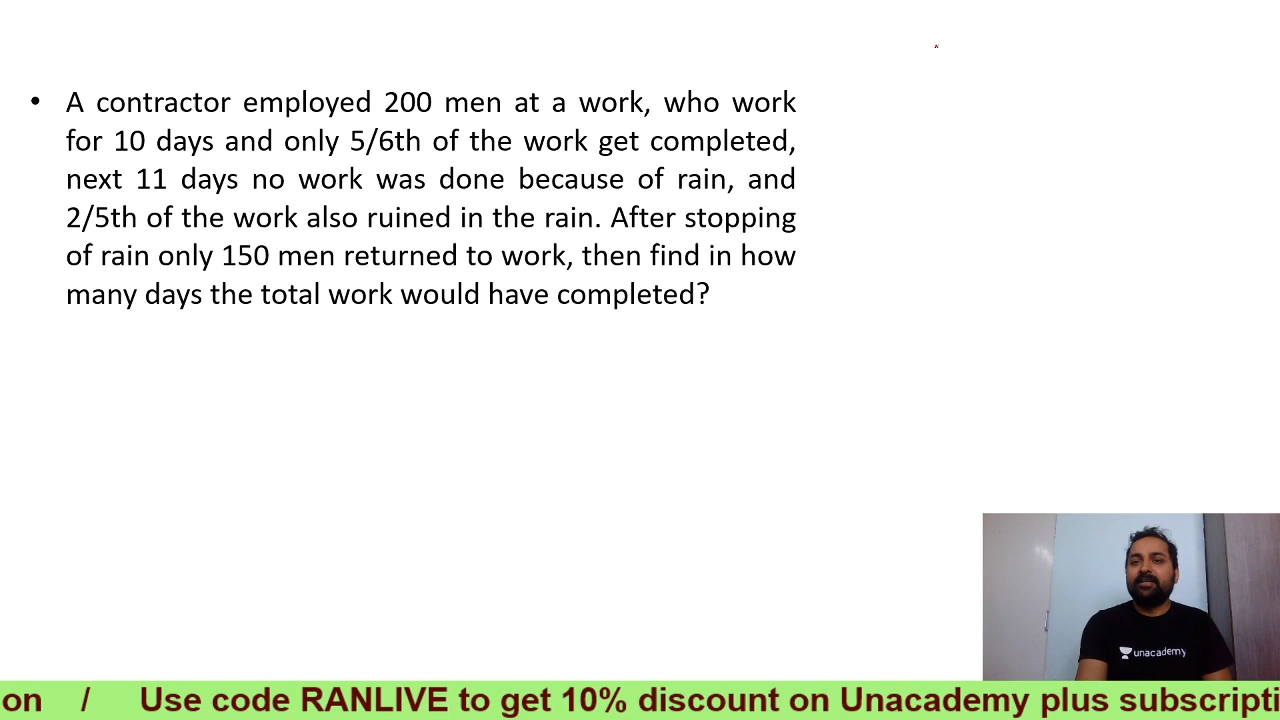 • A contractor employed 200 men at a work, who work
for 10 days and only 5/6th of the work get completed,
next 11 days no work was done because of rain, and
2/5th of the work also ruined in the rain. After stopping
of rain only 150 men returned to work, then find in how
many days the total work would have completed?
unacademy
on / Use code RANLIVE to get 10% discount on Unacademy plus subscripti